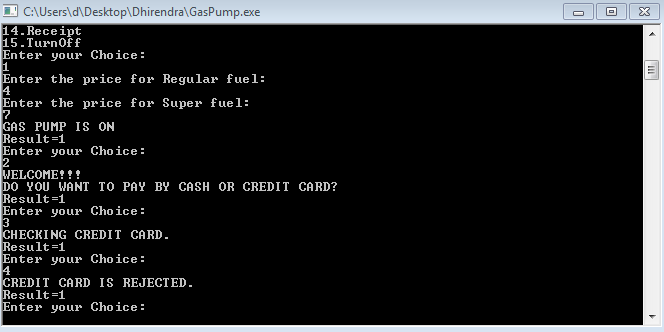 C:\Users\d\Desktop\Dhirendra\GasPump.exe
14.Receipt
15.TurnOff
Enter your Choice:
1
Enter the price for Regular fuel:
4
Enter the price for Super fuel:
7
GAS PUMP IS ON
Result=1
Enter your Choice:
2
WELCOME!!!
DO YOU WANT TO PAY BY CASH OR CREDIT CARD?
Result=1
Enter your Choice:
3
CHECKING CREDIT CARD.
Result=1
Enter your Choice:
4
CREDIT CARD IS REJECTED.
Result=1
Enter your Choice: